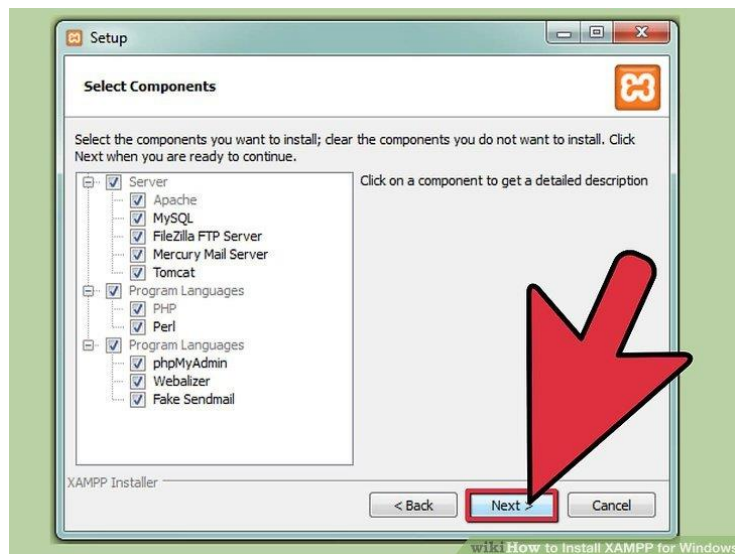 Setup
Select Components
Select the components you want to install; clear the components you do not want to install. Click
Next when you are ready to continue.
Server
Apache
MySQL
FileZilla FTP Server
Mercury Mail Server
Tomcat
Program Languages
PHP
Perl
Program Languages
phpMyAdmin
Webalizer
Fake Sendmail
Click on a component to get a detailed description
XAMPP Installer
< Back
Next >
Cancel
wikiHow to Install XAMPP for Windows